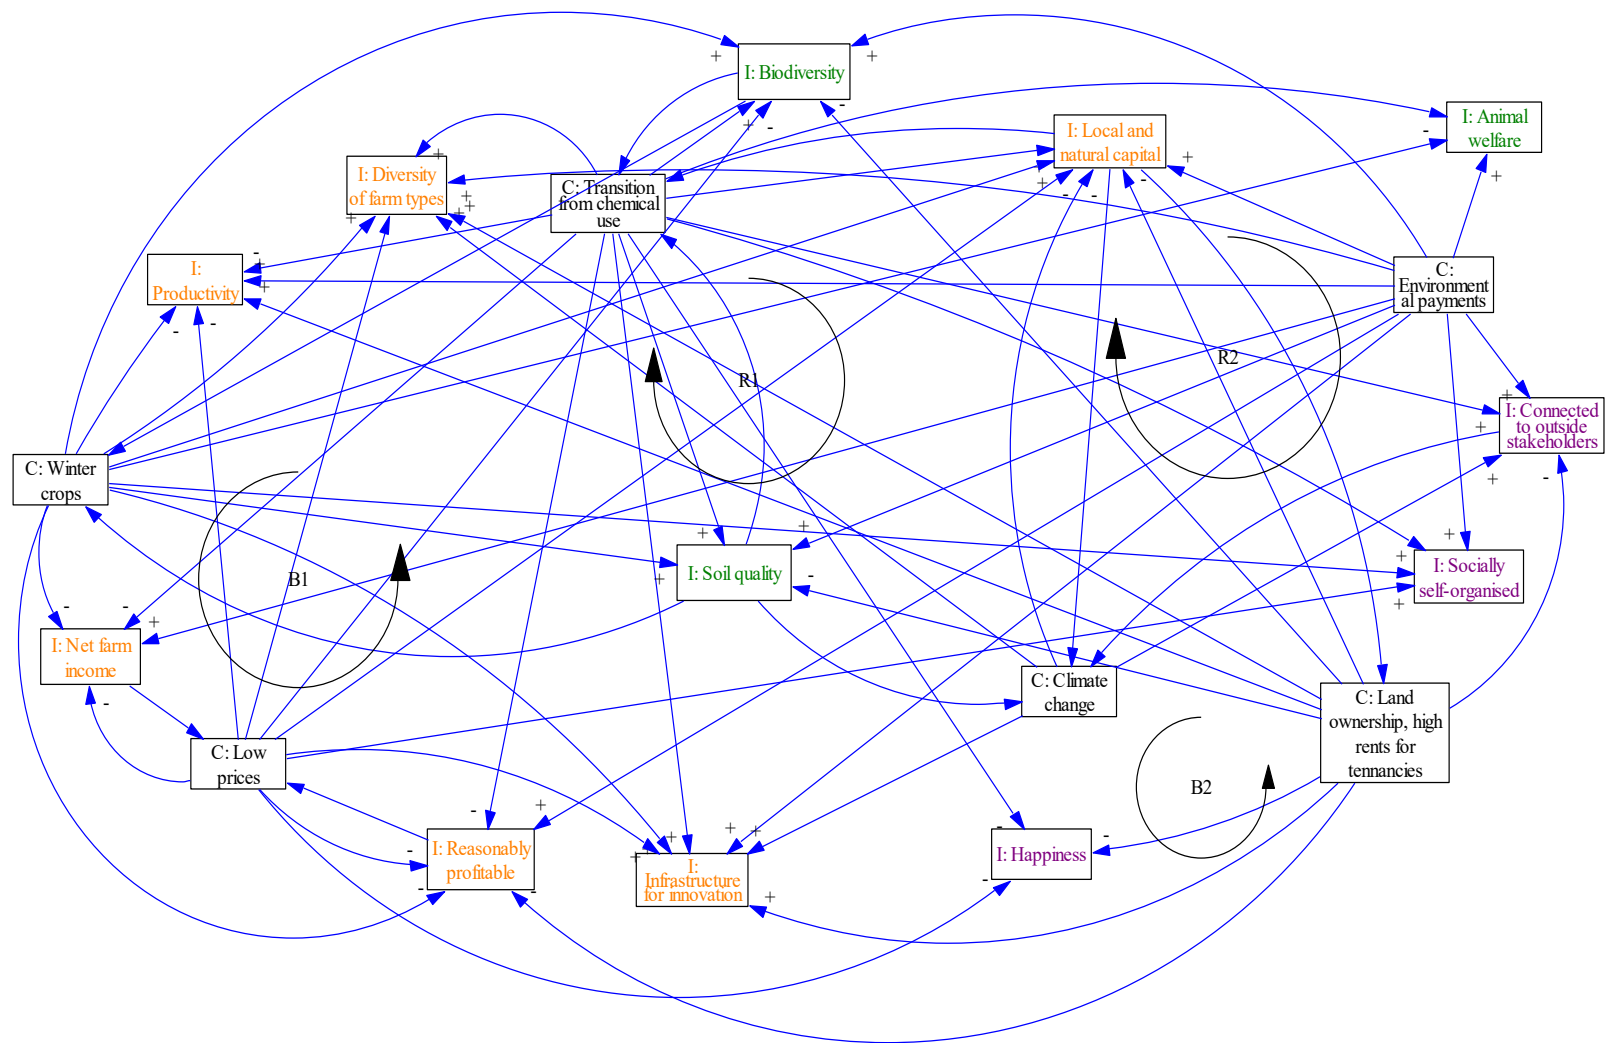 I: Biodiversity
I: Animal
welfare
I: Local and
natural capital
I: Diversity
of farm types
C: Transition
from chemical
use
I:
Productivity
C:
Environment
al payments
R1
R2
I: Connected
to outside
stakeholders
C: Winter
crops
B1
I: Soil quality
I: Socially
self-organised
I: Net farm
income
C: Climate
change
C: Land
ownership, high
rents for
tennancies
C: Low
prices
B2
I: Reasonably
profitable
I:
Infrastructure
for innovation
I: Happiness